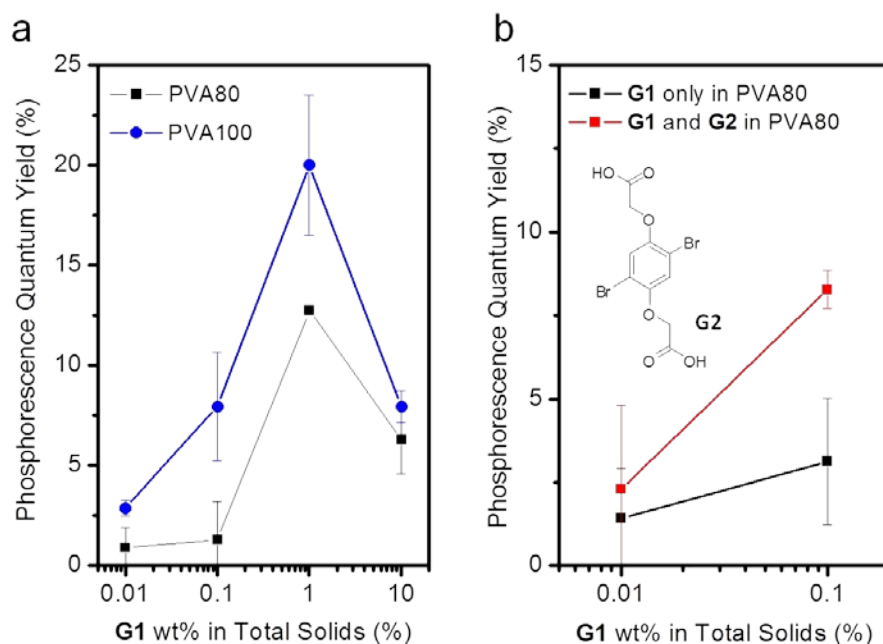 a
Phosphorescence Quantum Yield (%)
25
20
15
10
5
0
PVA80
PVA100
0.01
0.1
1
10
G1 wt% in Total Solids (%)
b
Phosphorescence Quantum Yield (%)
15
10
5
0
G1 only in PVA80
G1 and G2 in PVA80
HO
O
O
Br
Br
O
G2
O
OH
0.01
0.1
G1 wt% in Total Solids (%)